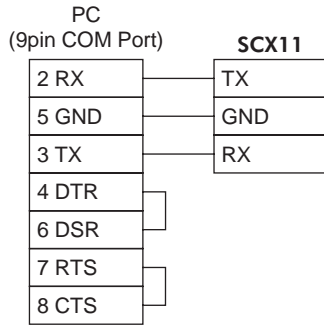 PC
(9pin COM Port)
SCX11
2 RX
TX
5 GND
GND
3 TX
RX
4 DTR
6 DSR
7 RTS
8 CTS